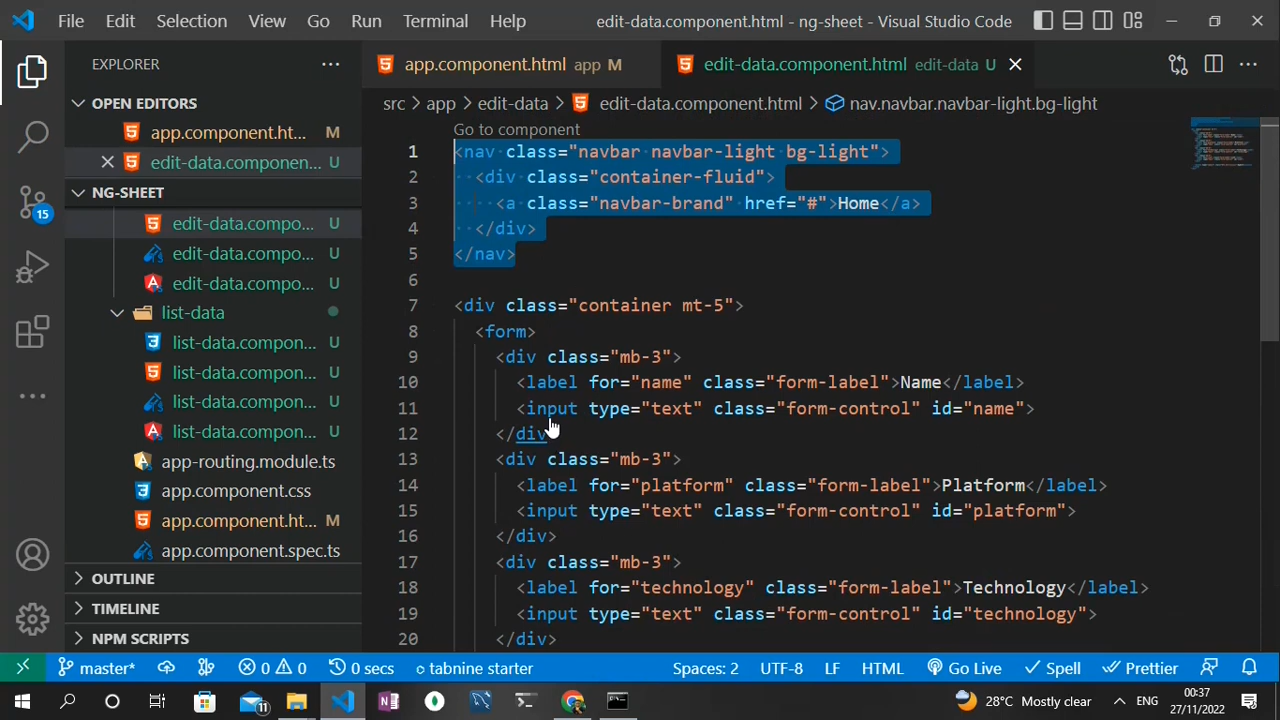 File Edit Selection View Go Run Terminal Help edit-data.component.html - ng-sheet - Visual Studio Code
EXPLORER
OPEN EDITORS
app.component.ht... M
edit-data.componen... U
NG-SHEET
edit-data.compo... U
edit-data.compo... U
edit-data.compo... U
list-data
list-data.compon... U
list-data.compon... U
list-data.compon... U
list-data.compon... U
app-routing.module.ts
app.component.css
app.component.ht... M
app.component.spec.ts
OUTLINE
TIMELINE
NPM SCRIPTS
15
app.component.html app M
edit-data.component.html edit-data U
src > app > edit-data > edit-data.component.html > nav.navbar.navbar-light.bg-light
Go to component
1 <nav class="navbar navbar-light bg-light">
2 <div class="container-fluid">
3 <a class="navbar-brand" href="#">Home</a>
4 </div>
5 </nav>
6
7 <div class="container mt-5">
8 <form>
9 <div class="mb-3">
10 <label for="name" class="form-label">Name</label>
11 <input type="text" class="form-control" id="name">
12 </div
13 <div class="mb-3">
14 <label for="platform" class="form-label">Platform</label>
15 <input type="text" class="form-control" id="platform">
16 </div>
17 <div class="mb-3">
18 <label for="technology" class="form-label">Technology</label>
19 <input type="text" class="form-control" id="technology">
20 </div>
master* 0 0 0 secs tabnine starter Spaces: 2 UTF-8 LF HTML Go Live Spell Prettier
11 28°C Mostly clear ENG 00:37
27/11/2022